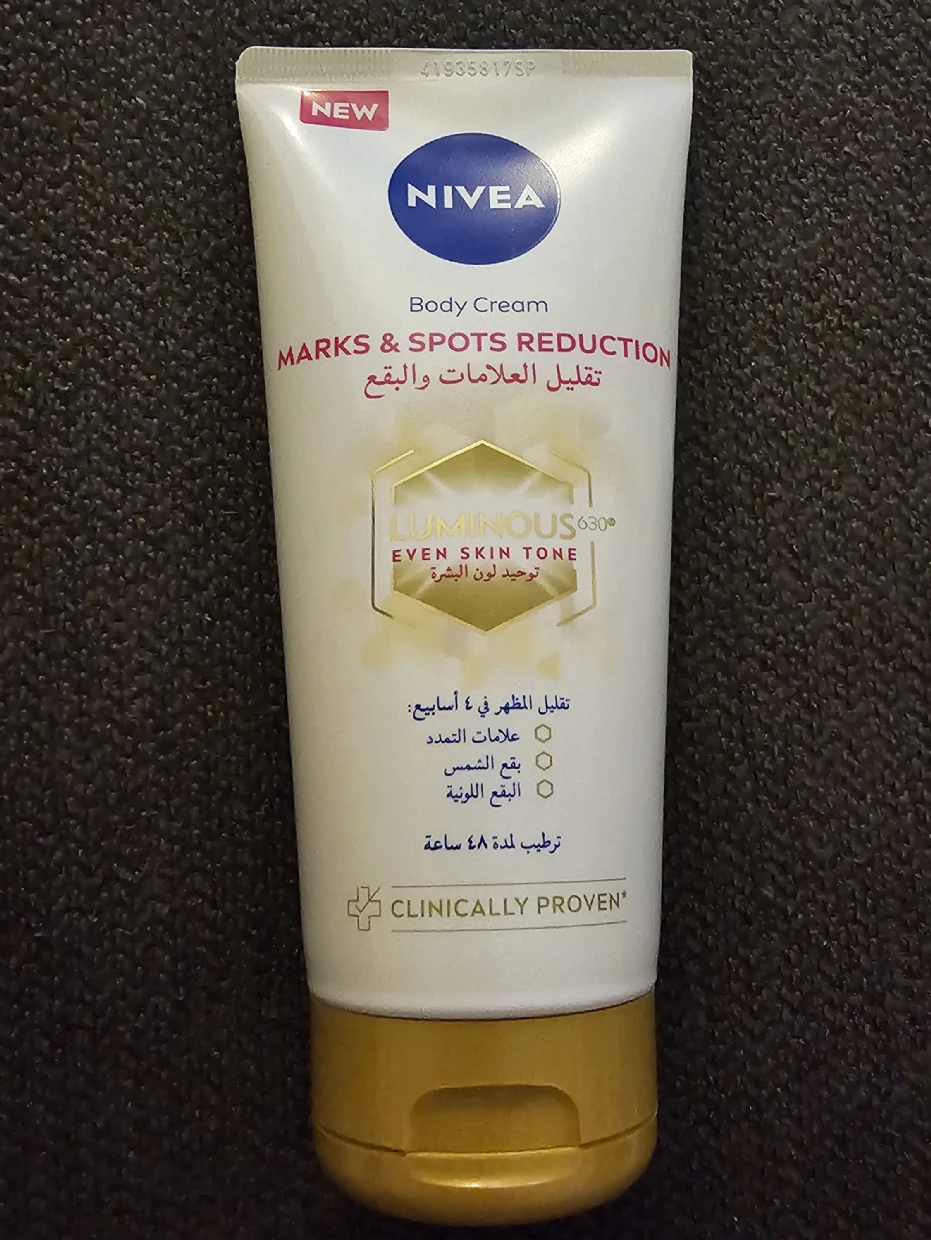 41935817SP
NEW
NIVEA
Body Cream
MARKS & SPOTS REDUCTION
تقليل العلامات والبقع
LUMINOUS630®
EVEN SKIN TONE
توحيد لون البشرة
تقليل المظهر في ٤ أسابيع:
علامات التمدد
بقع الشمس
البقع اللونية
ترطيب لمدة ٤٨ ساعة
CLINICALLY PROVEN*